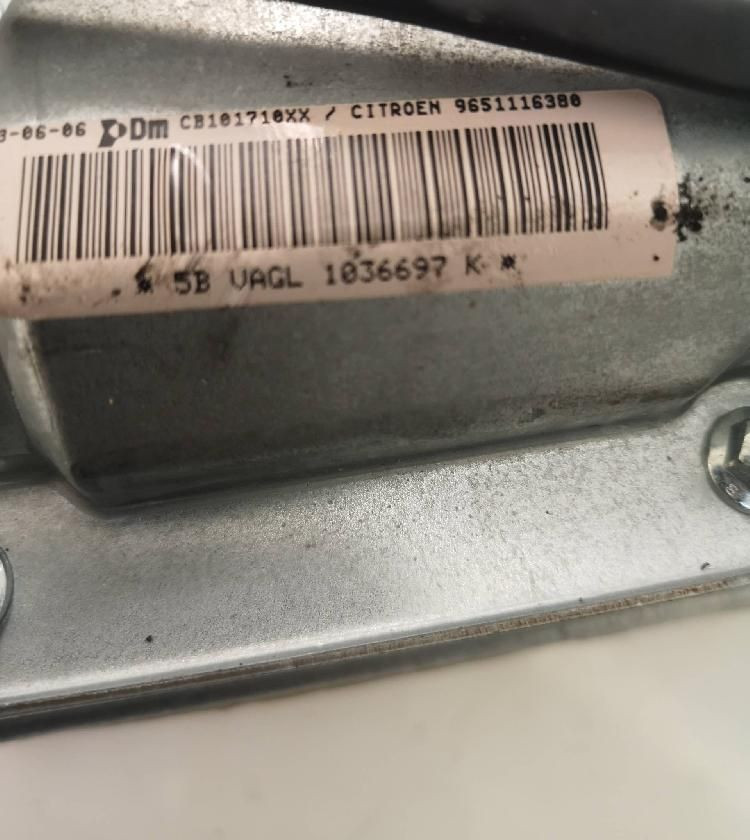 3-06-06 Dm CB101710XX / CITROEN 9651116380
* 5B VAGL 1036697 K *